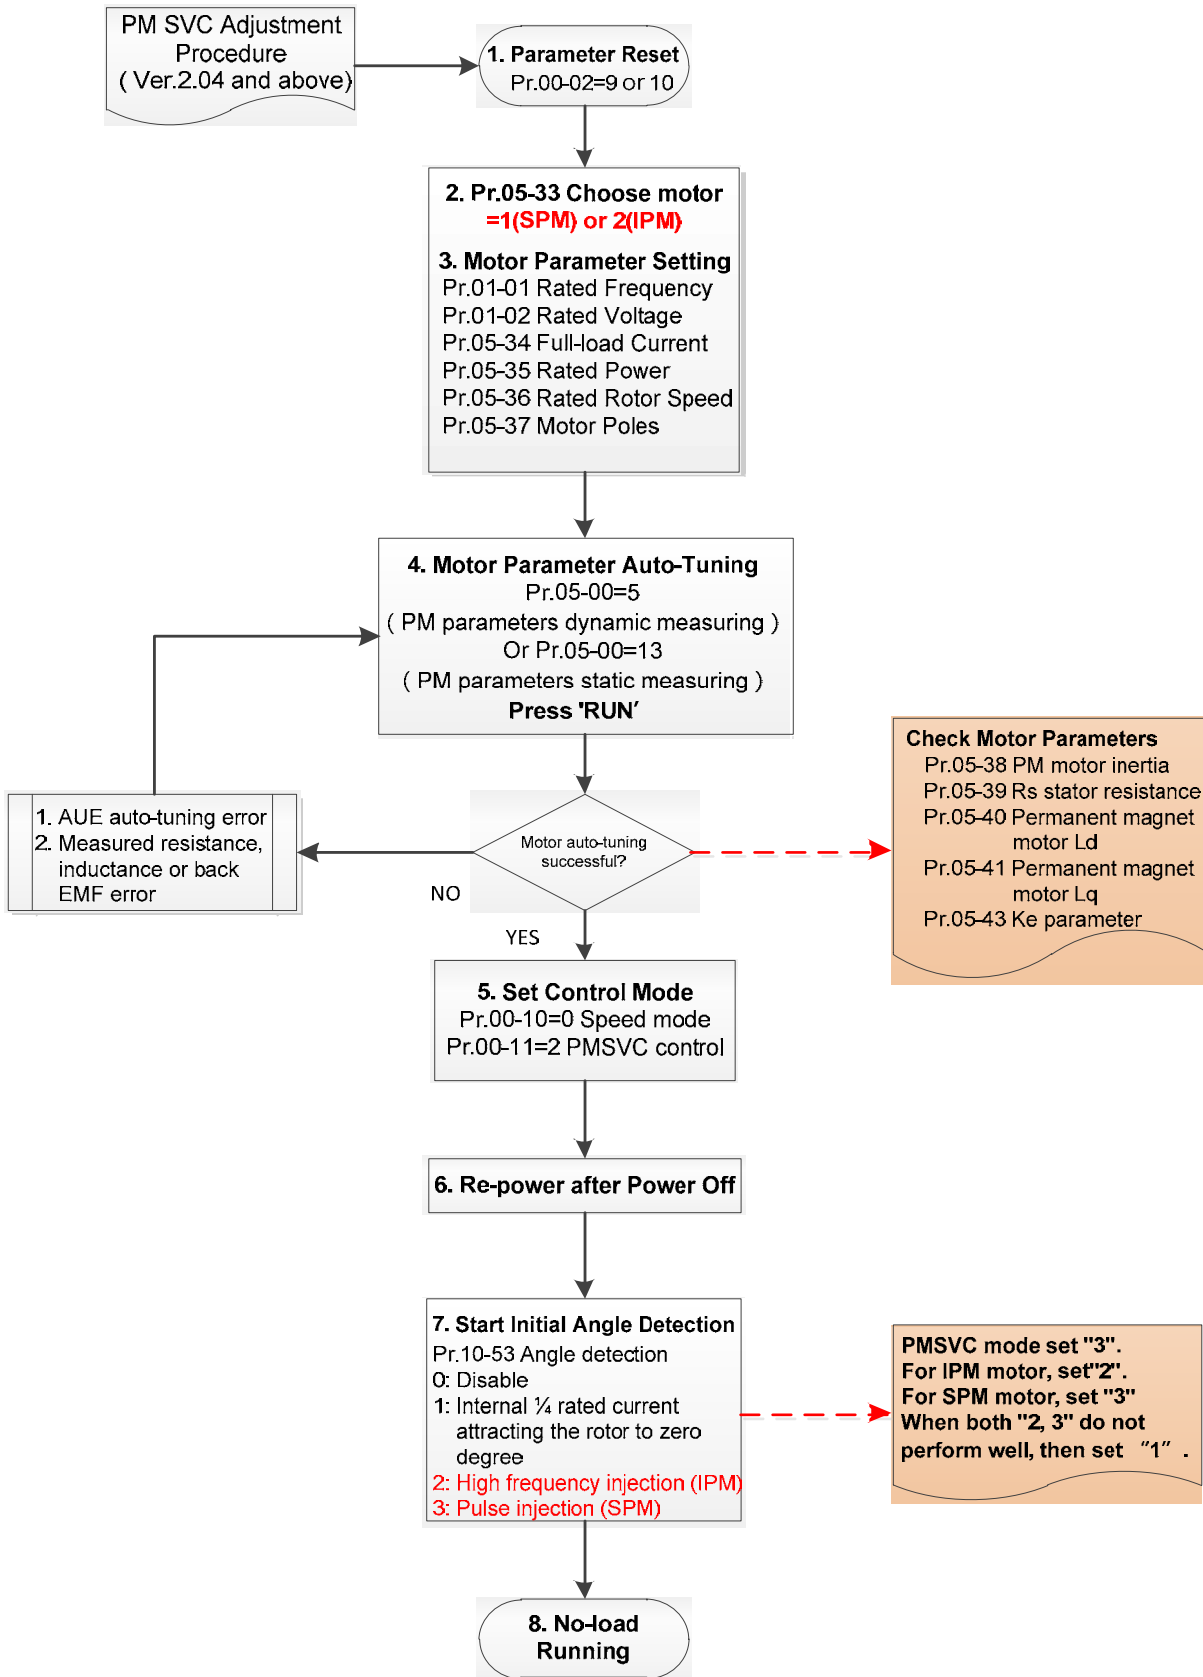 PM SVC Adjustment
Procedure
( Ver.2.04 and above)
1. Parameter Reset
Pr.00-02=9 or 10
2. Pr.05-33 Choose motor
=1(SPM) or 2(IPM)
3. Motor Parameter Setting
Pr.01-01 Rated Frequency
Pr.01-02 Rated Voltage
Pr.05-34 Full-load Current
Pr.05-35 Rated Power
Pr.05-36 Rated Rotor Speed
Pr.05-37 Motor Poles
4. Motor Parameter Auto-Tuning
Pr.05-00=5
( PM parameters dynamic measuring )
Or Pr.05-00=13
( PM parameters static measuring )
Press 'RUN'
Check Motor Parameters
Pr.05-38 PM motor inertia
Pr.05-39 Rs stator resistance
Pr.05-40 Permanent magnet
motor Ld
Pr.05-41 Permanent magnet
motor Lq
Pr.05-43 Ke parameter
1. AUE auto-tuning error
2. Measured resistance,
inductance or back
EMF error
Motor auto-tuning
successful?
NO
YES
5. Set Control Mode
Pr.00-10=0 Speed mode
Pr.00-11=2 PMSVC control
6. Re-power after Power Off
7. Start Initial Angle Detection
Pr.10-53 Angle detection
0: Disable
1: Internal ¼ rated current
attracting the rotor to zero
degree
2: High frequency injection (IPM)
3: Pulse injection (SPM)
PMSVC mode set "3".
For IPM motor, set"2".
For SPM motor, set "3"
When both "2, 3" do not
perform well, then set “1” .
8. No-load
Running